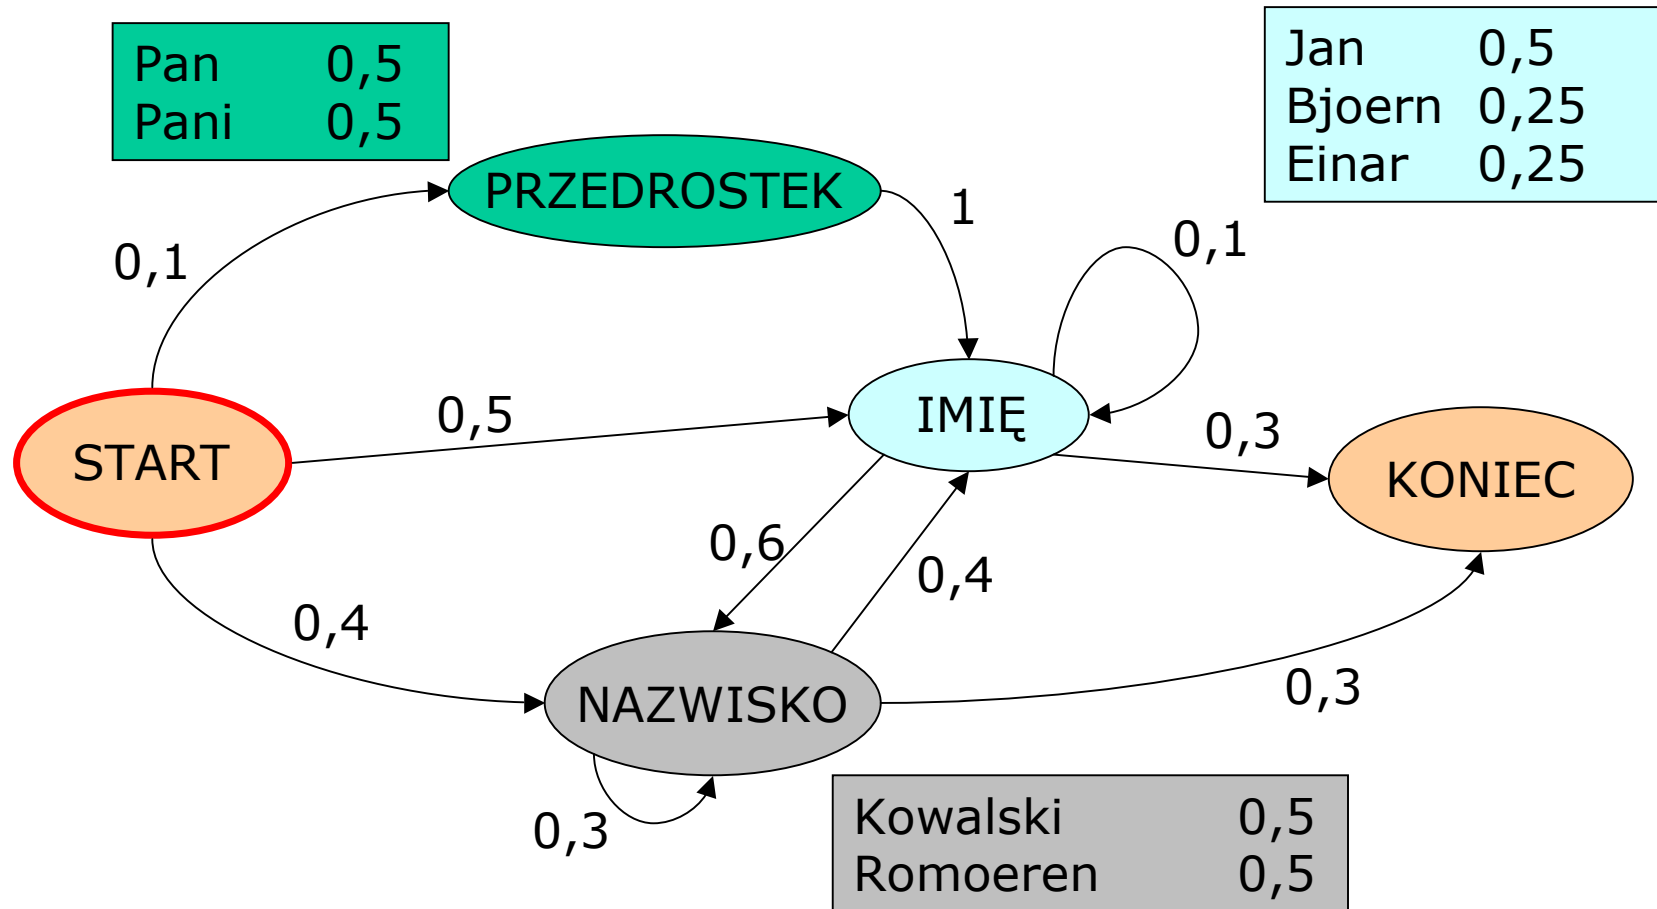 Pan 0,5
Pani 0,5
Jan 0,5
Bjoern 0,25
Einar 0,25
PRZEDROSTEK
1
0,1
0,1
START
0,5
IMIĘ
0,3
KONIEC
0,6
0,4
0,4
NAZWISKO
0,3
0,3
Kowalski 0,5
Romoeren 0,5